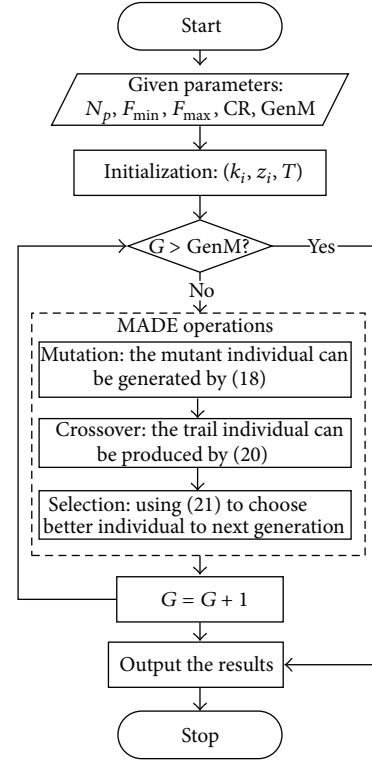 Start
Given parameters:
N_p, F_min, F_max, CR, GenM
Initialization: (k_i, z_i, T)
G > GenM?
Yes
No
MADE operations
Mutation: the mutant individual can
be generated by (18)
Crossover: the trail individual can
be produced by (20)
Selection: using (21) to choose
better individual to next generation
G = G + 1
Output the results
Stop